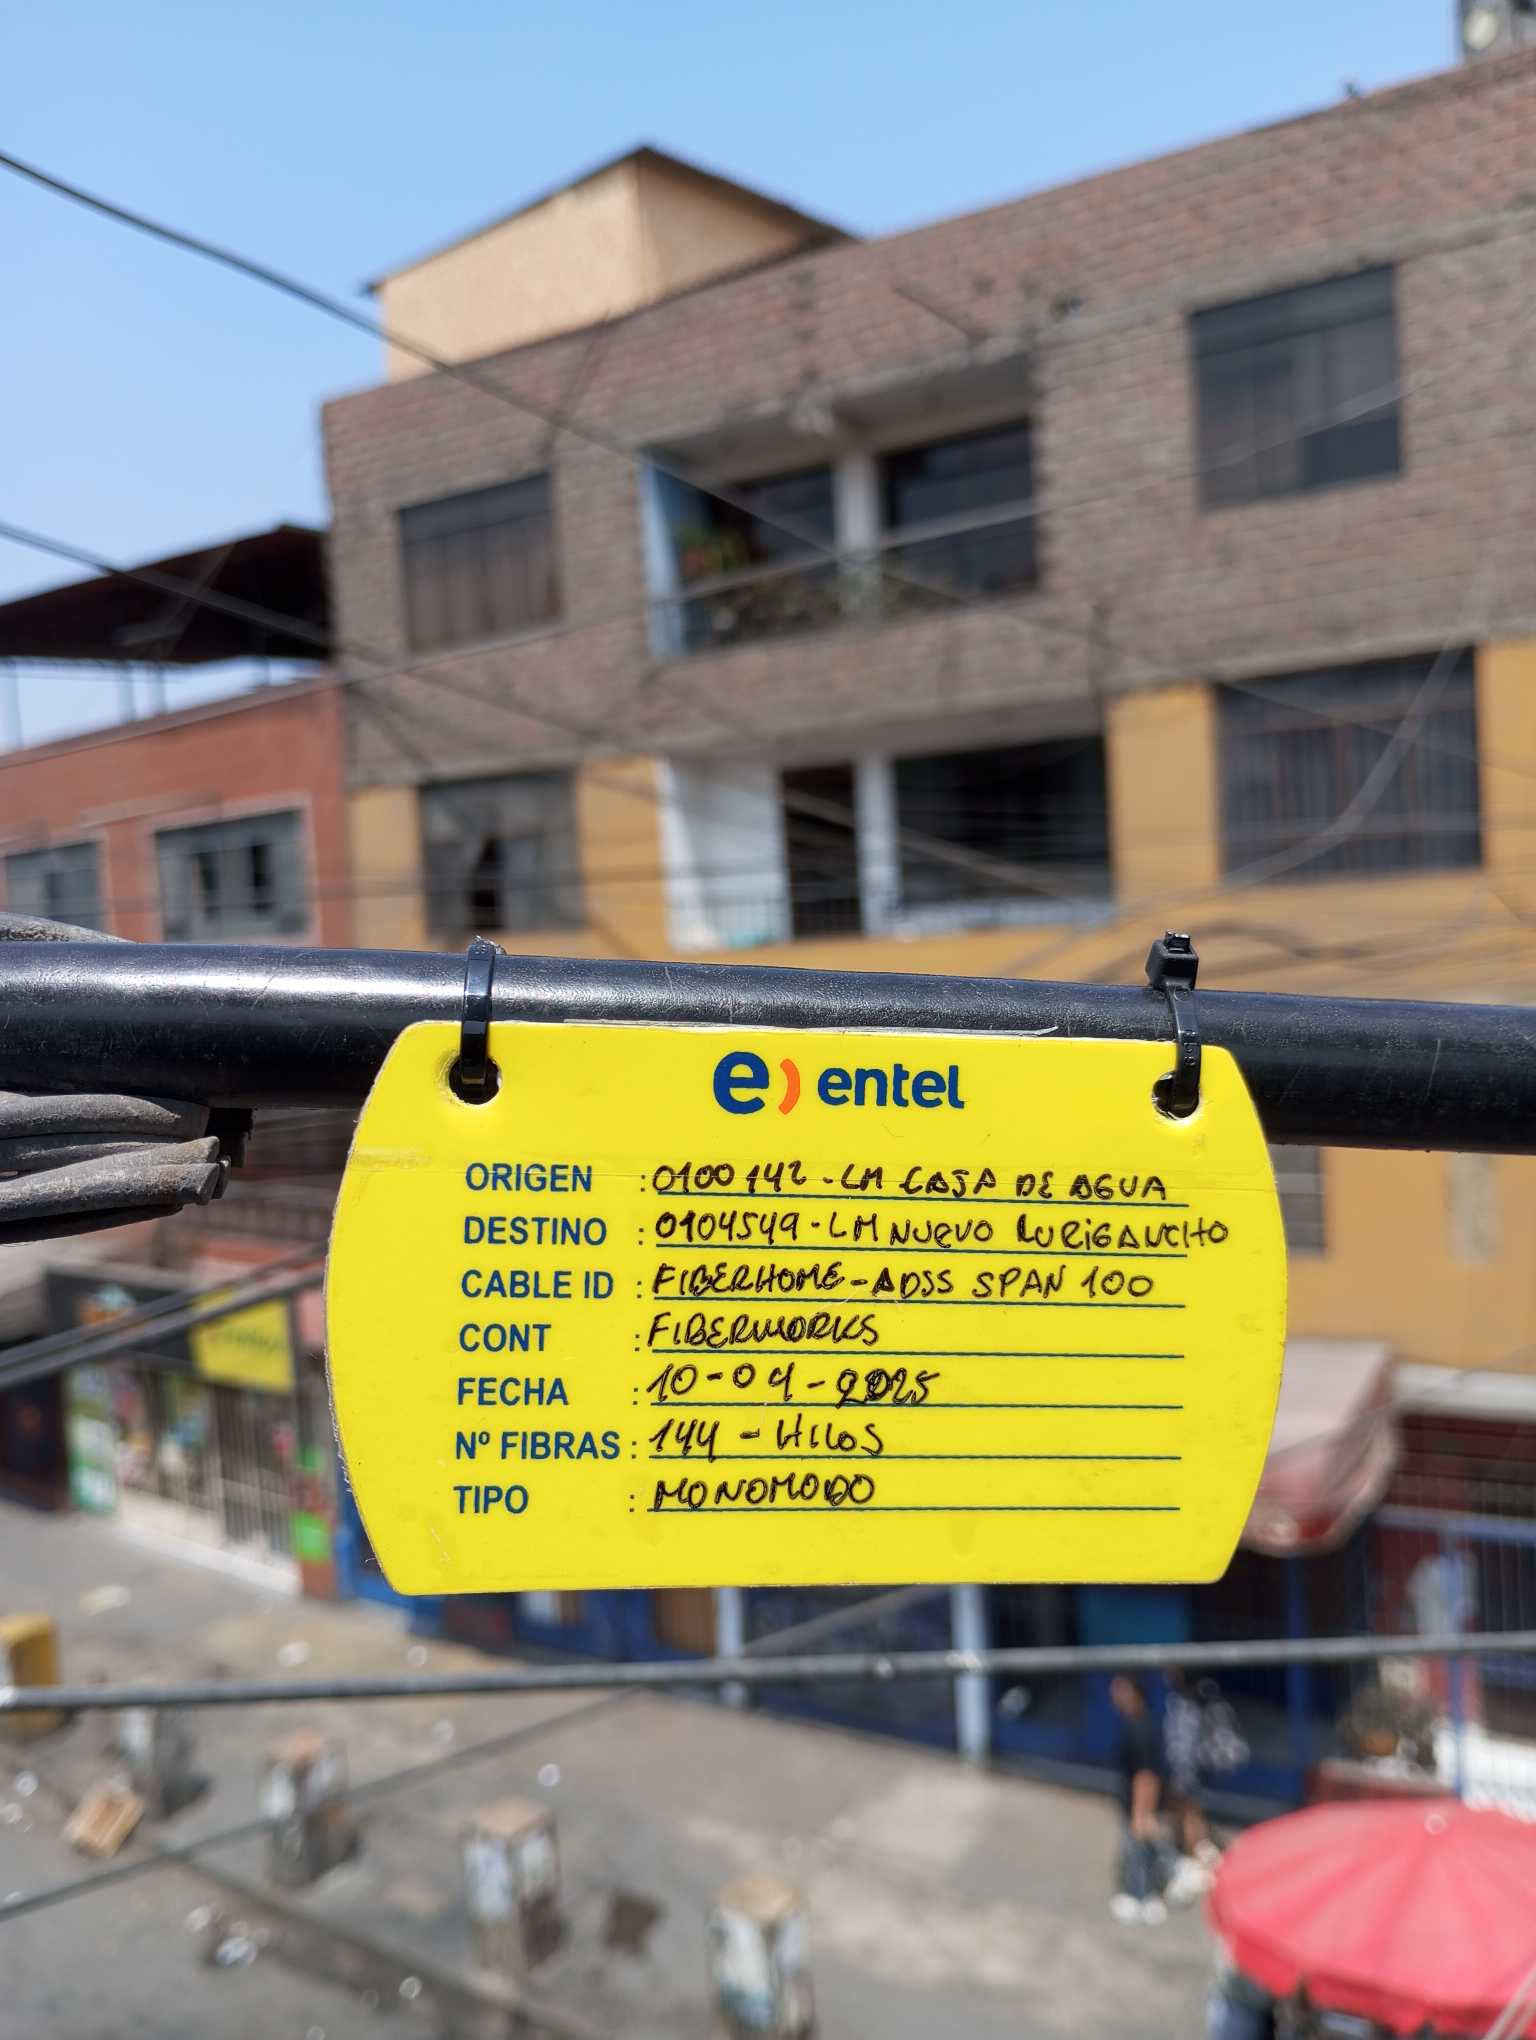 e) entel
ORIGEN : 0100142 - LM CASA DE AGUA
DESTINO : 0104549 - LM NUEVO LURIGANCHO
CABLE ID : FIBERHOME - ADSS SPAN 100
CONT : FIBERWORKS
FECHA : 10-04-2025
Nº FIBRAS : 144 - HILOS
TIPO : MONOMODO